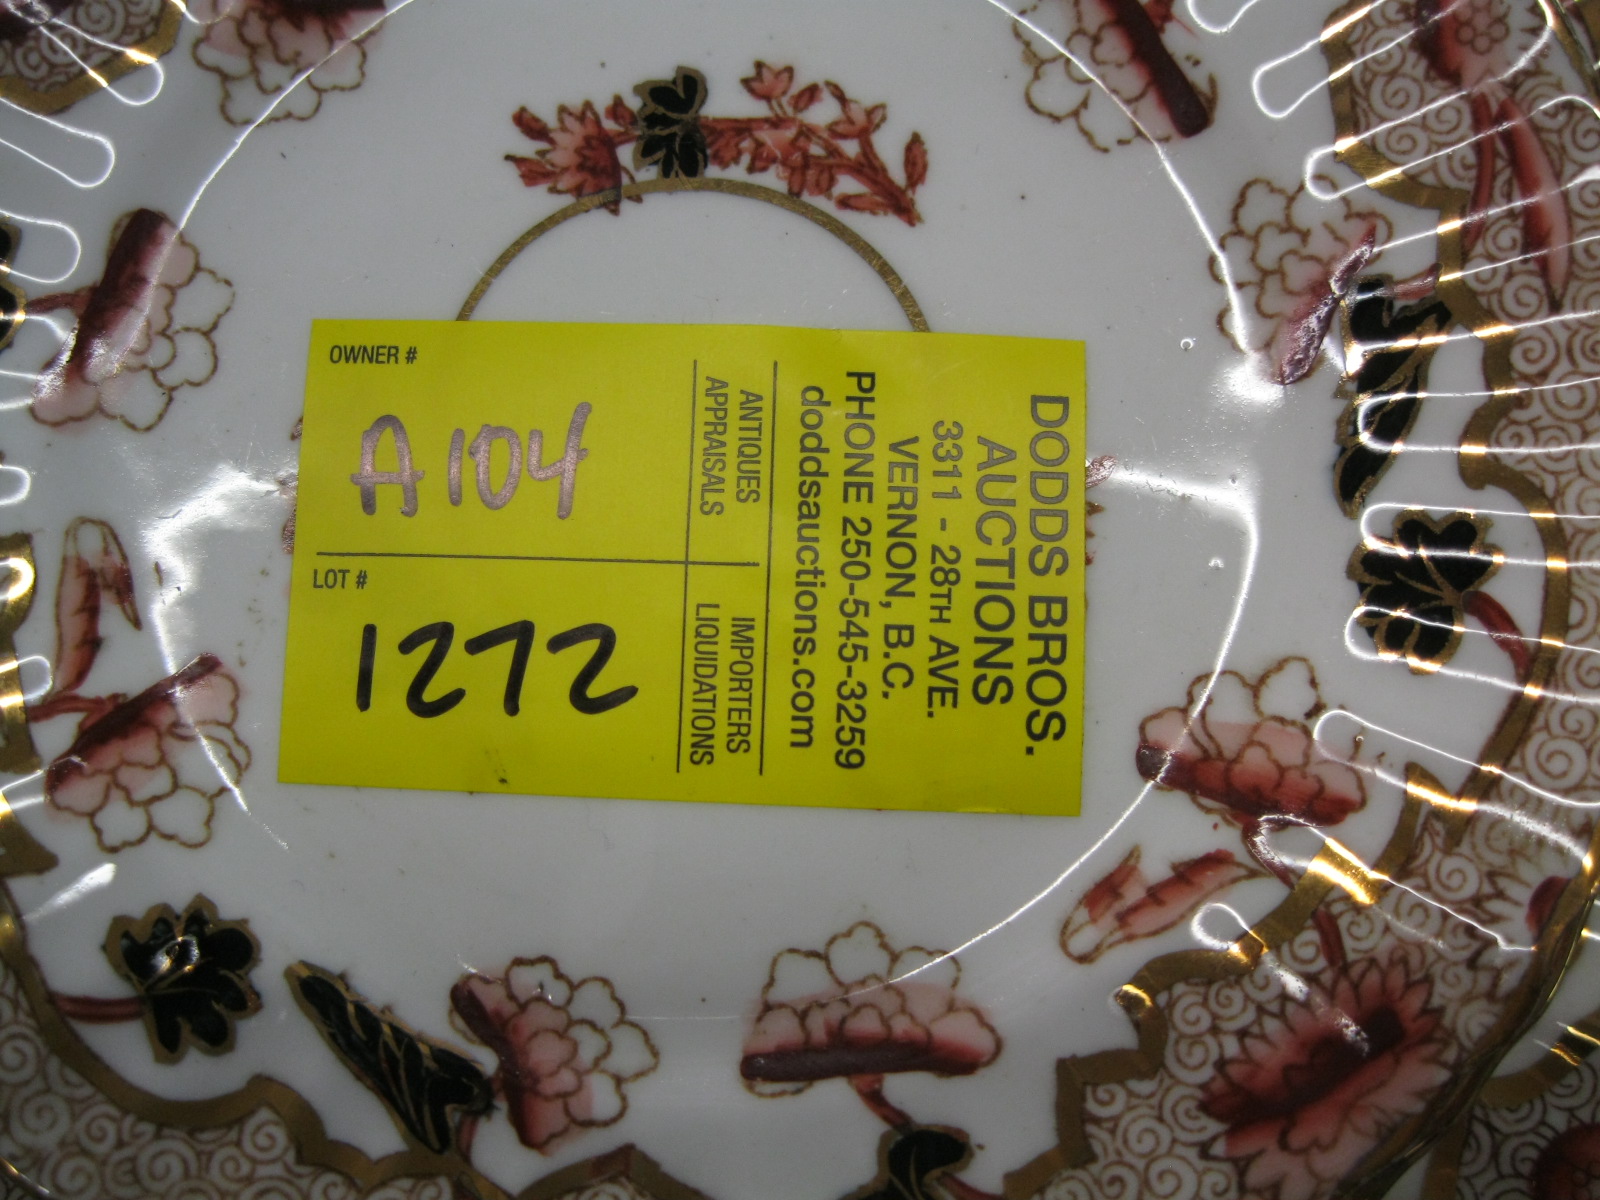 DODDS BROS.
AUCTIONS
3311 - 28TH AVE.
VERNON, B.C.
PHONE 250-545-3259
doddsauctions.com
ANTIQUES
APPRAISALS
IMPORTERS
LIQUIDATIONS
OWNER #
A104
LOT #
1272